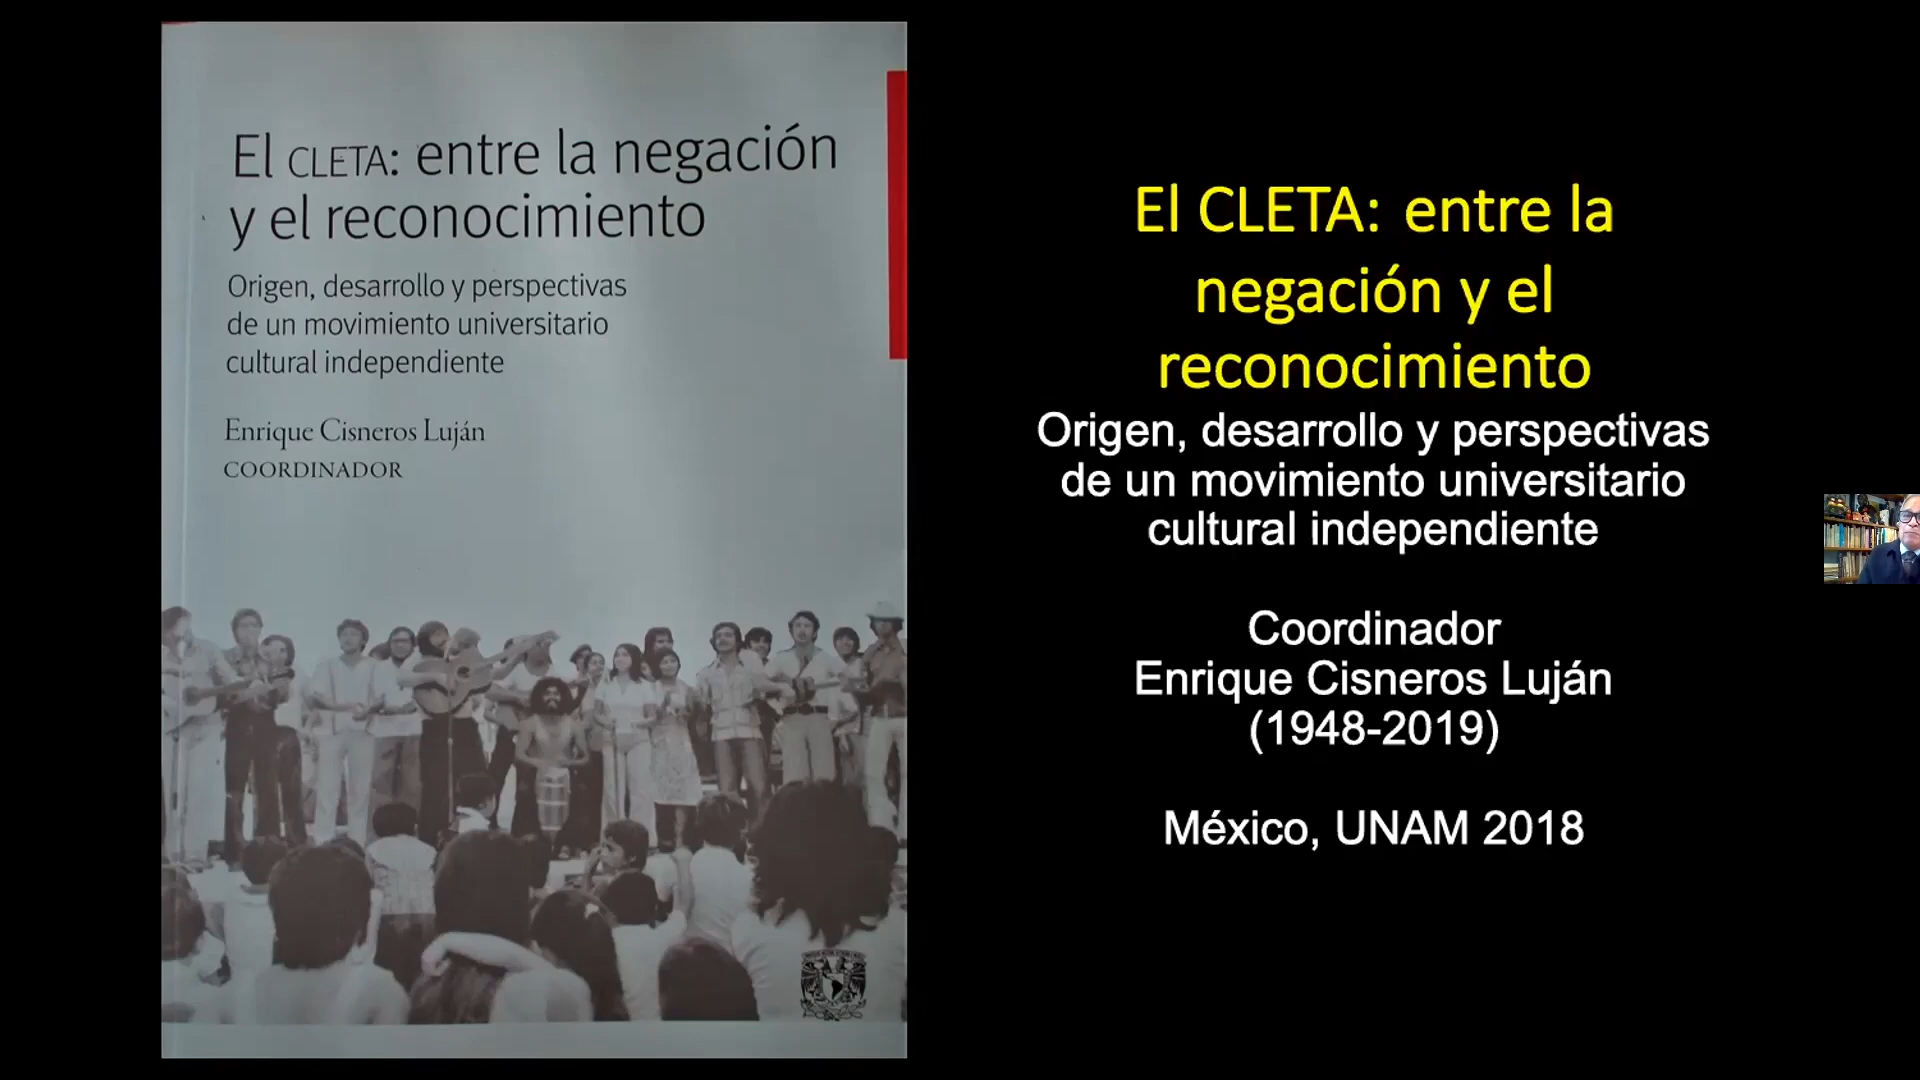 El CLETA: entre la negación
y el reconocimiento
Origen, desarrollo y perspectivas
de un movimiento universitario
cultural independiente
Enrique Cisneros Luján
COORDINADOR
El CLETA: entre la
negación y el
reconocimiento
Origen, desarrollo y perspectivas
de un movimiento universitario
cultural independiente
Coordinador
Enrique Cisneros Luján
(1948-2019)
México, UNAM 2018